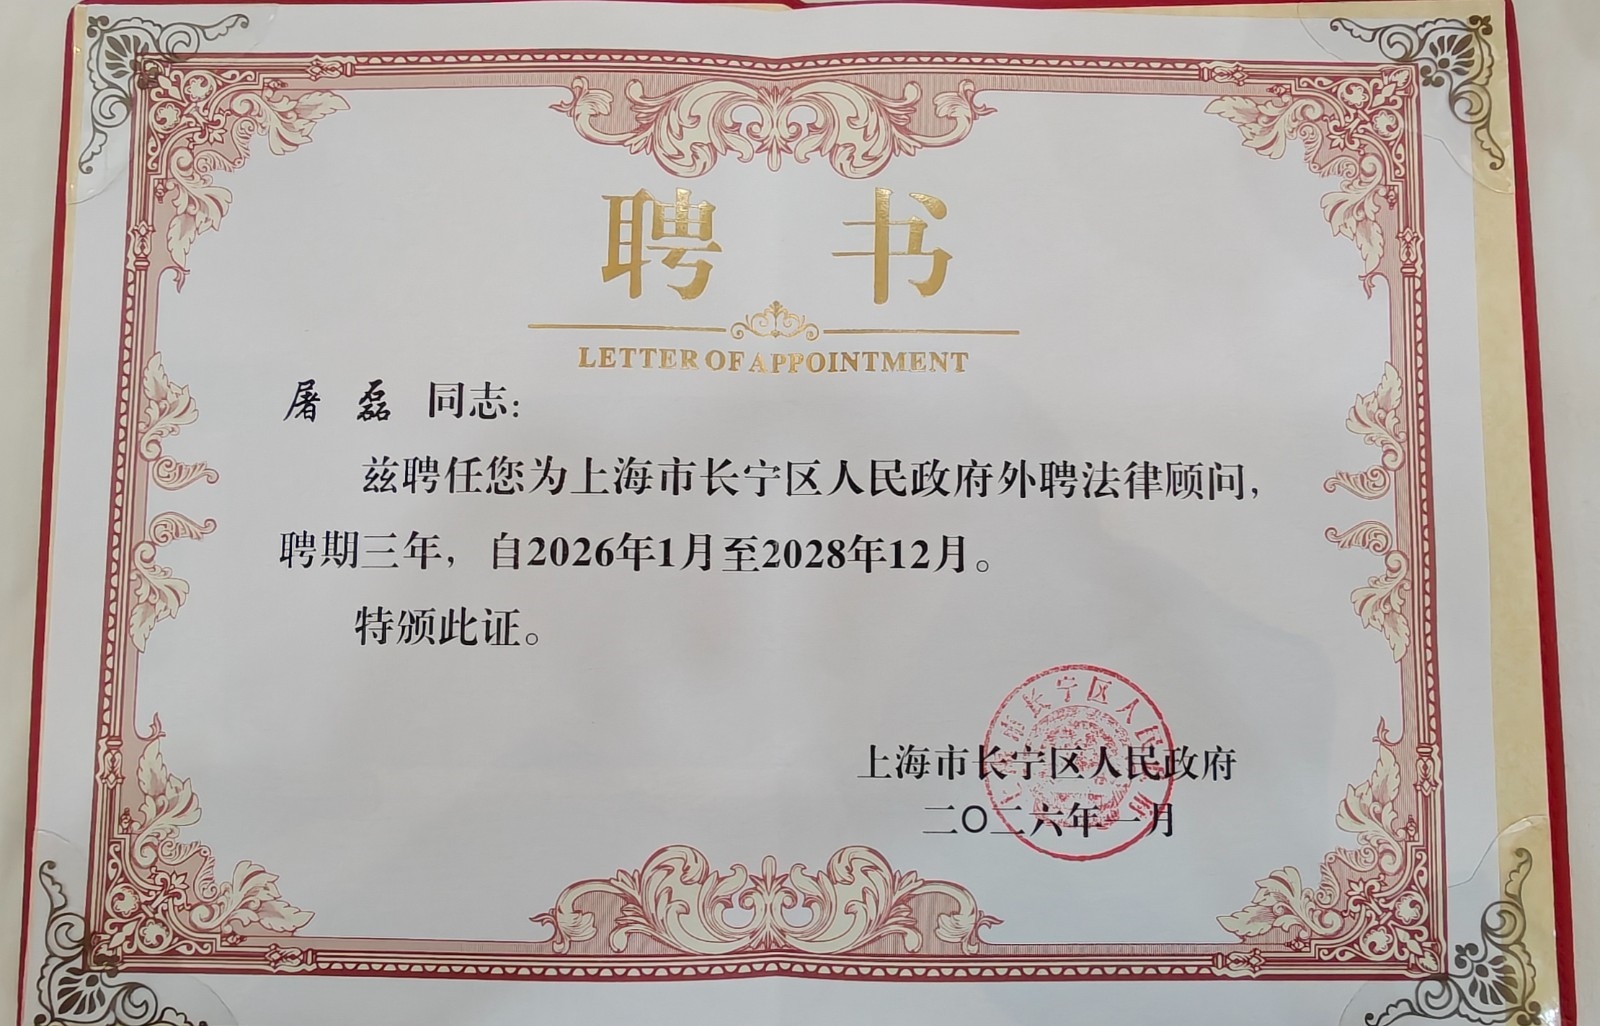 聘书
LETTER OF APPOINTMENT
屠 磊 同志：
兹聘任您为上海市长宁区人民政府外聘法律顾问，
聘期三年，自2026年1月至2028年12月。
特颁此证。
上海市长宁区人民政府
二〇二六年一月